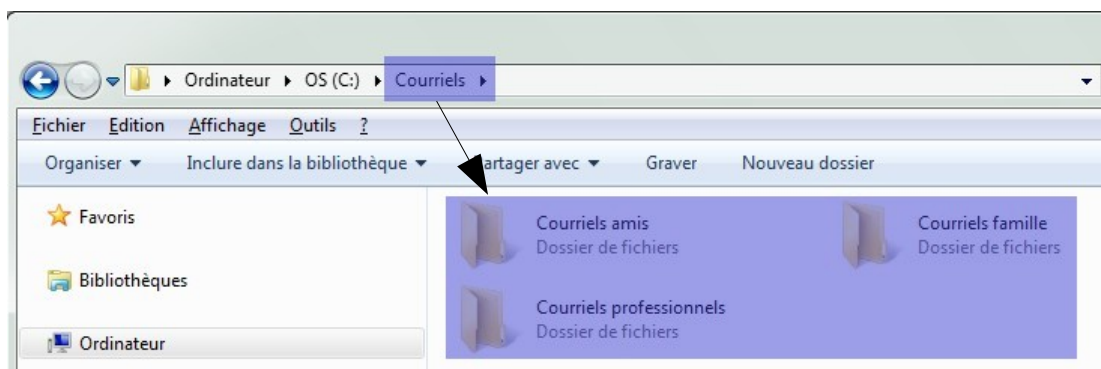 Ordinateur OS (C:) Courriels
Fichier Edition Affichage Outils ?
Organiser Inclure dans la bibliothèque artager avec Graver Nouveau dossier
Favoris
Bibliothèques
Ordinateur
Courriels amis
Dossier de fichiers
Courriels famille
Dossier de fichiers
Courriels professionnels
Dossier de fichiers